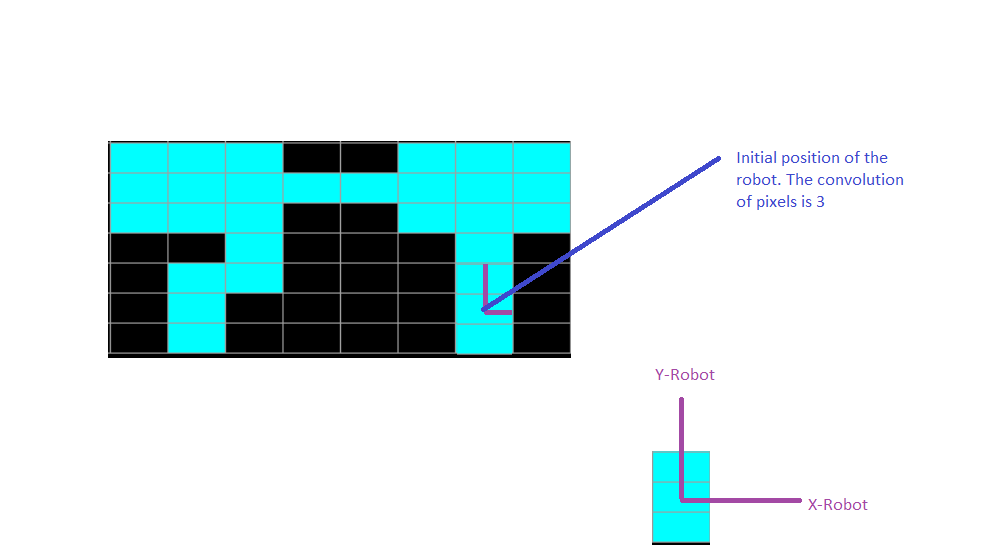 Initial position of the
robot. The convolution
of pixels is 3
Y-Robot
X-Robot